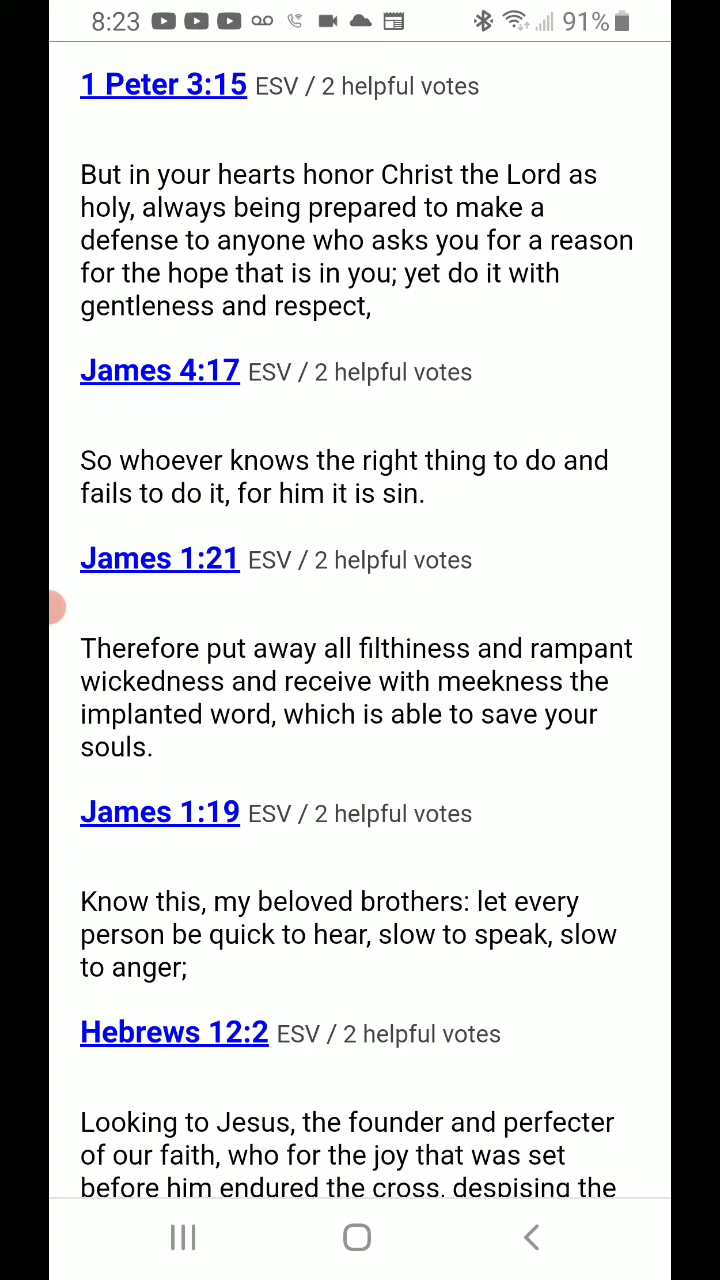 8:23 91%
1 Peter 3:15 ESV / 2 helpful votes
But in your hearts honor Christ the Lord as
holy, always being prepared to make a
defense to anyone who asks you for a reason
for the hope that is in you; yet do it with
gentleness and respect,
James 4:17 ESV / 2 helpful votes
So whoever knows the right thing to do and
fails to do it, for him it is sin.
James 1:21 ESV / 2 helpful votes
Therefore put away all filthiness and rampant
wickedness and receive with meekness the
implanted word, which is able to save your
souls.
James 1:19 ESV / 2 helpful votes
Know this, my beloved brothers: let every
person be quick to hear, slow to speak, slow
to anger;
Hebrews 12:2 ESV / 2 helpful votes
Looking to Jesus, the founder and perfecter
of our faith, who for the joy that was set
before him endured the cross, despising the